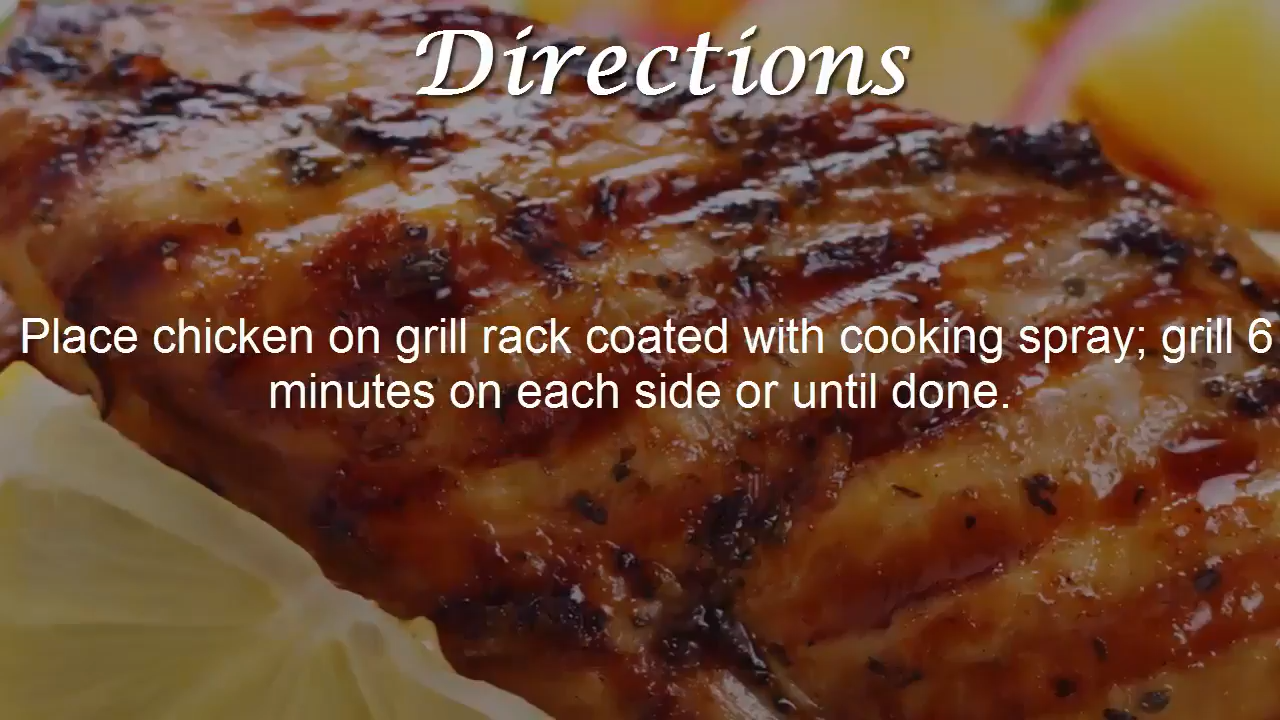 Directions
Place chicken on grill rack coated with cooking spray; grill 6
minutes on each side or until done.